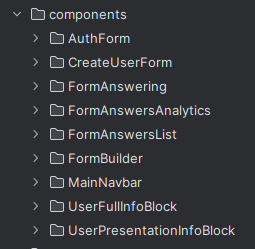 components
AuthForm
CreateUserForm
FormAnswering
FormAnswersAnalytics
FormAnswersList
FormBuilder
MainNavbar
UserFullInfoBlock
UserPresentationInfoBlock